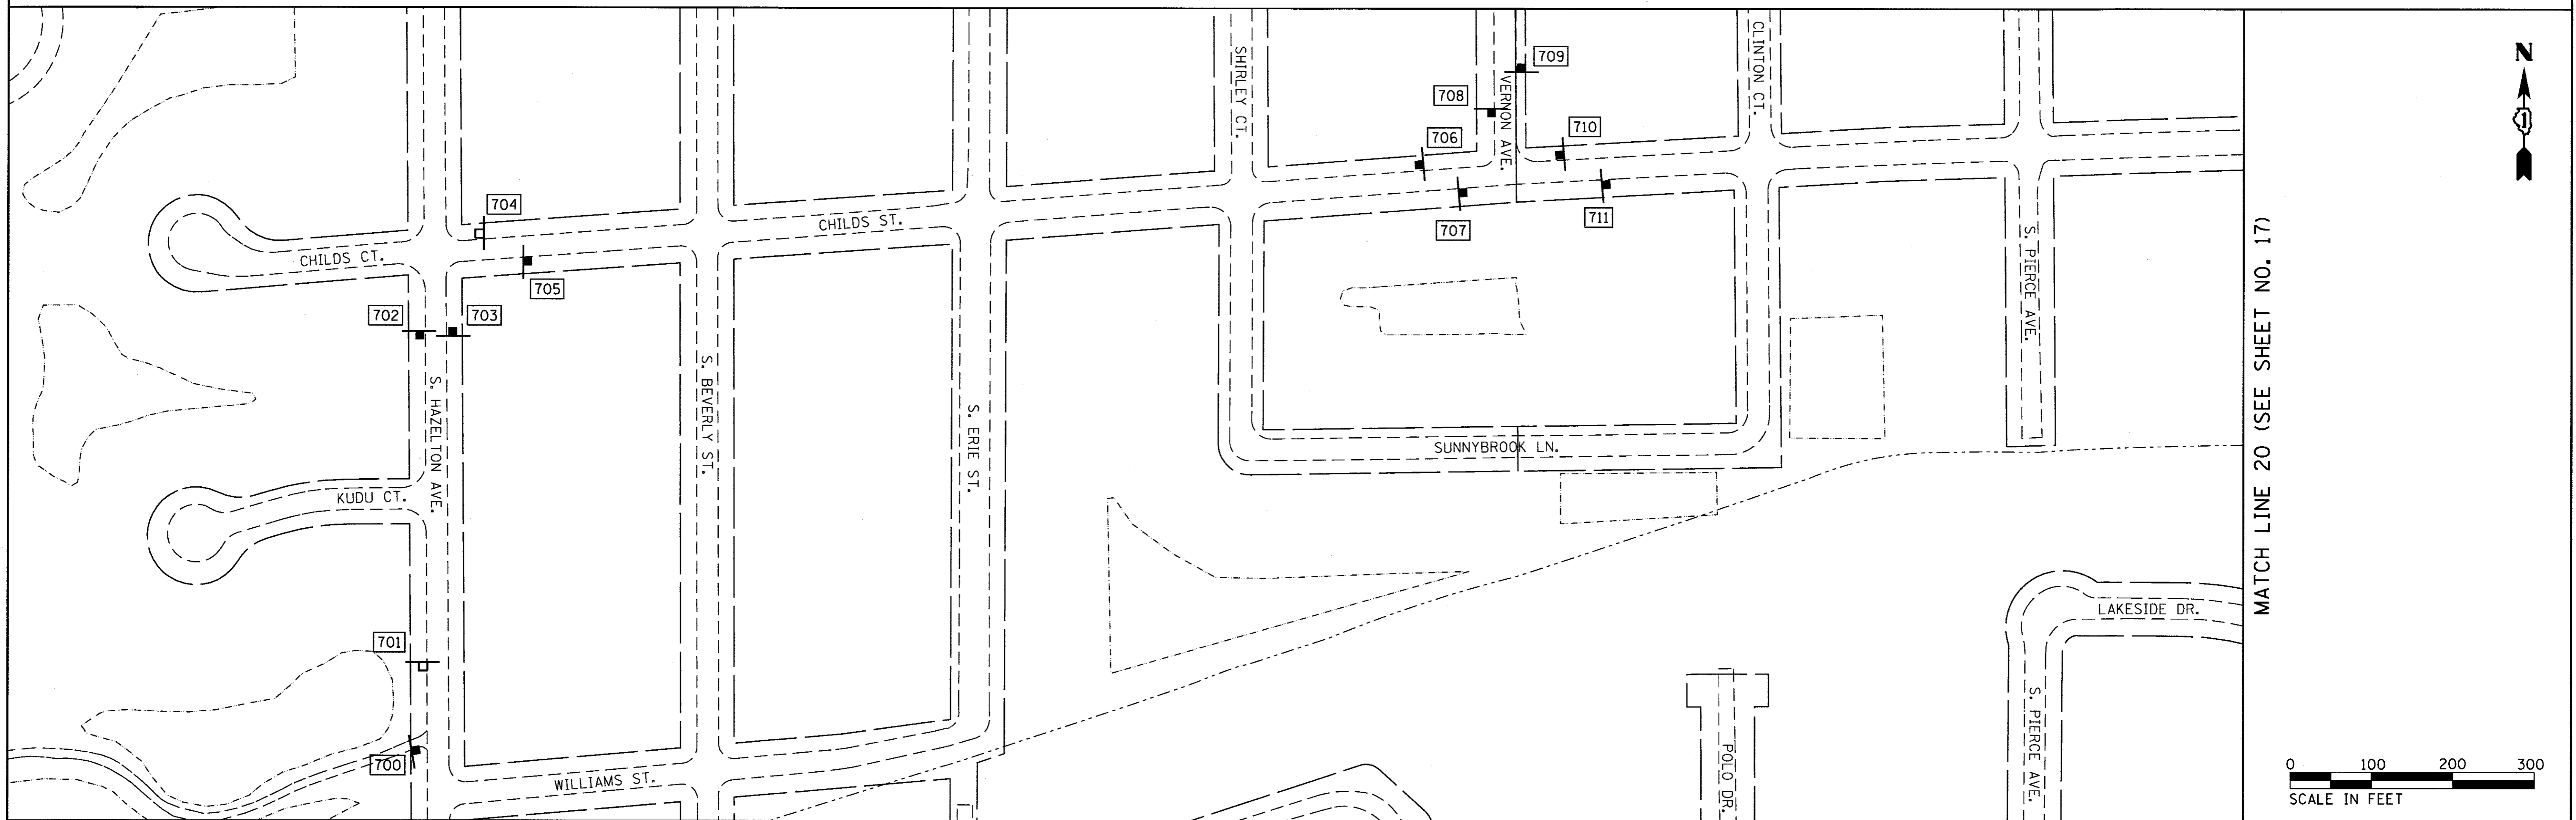 N
1
709
SHIRLEY CT.
VERNON AVE.
CLINTON CT.
708
706
710
704
CHILDS ST.
707
711
CHILDS CT.
705
702
703
S. PIERCE AVE.
S. HAZELTON AVE.
S. BEVERLY ST.
S. ERIE ST.
SUNNYBROOK LN.
KUDU CT.
MATCH LINE 20 (SEE SHEET NO. 17)
LAKESIDE DR.
701
S. PIERCE AVE.
700
WILLIAMS ST.
POLO DR.
0 100 200 300
SCALE IN FEET